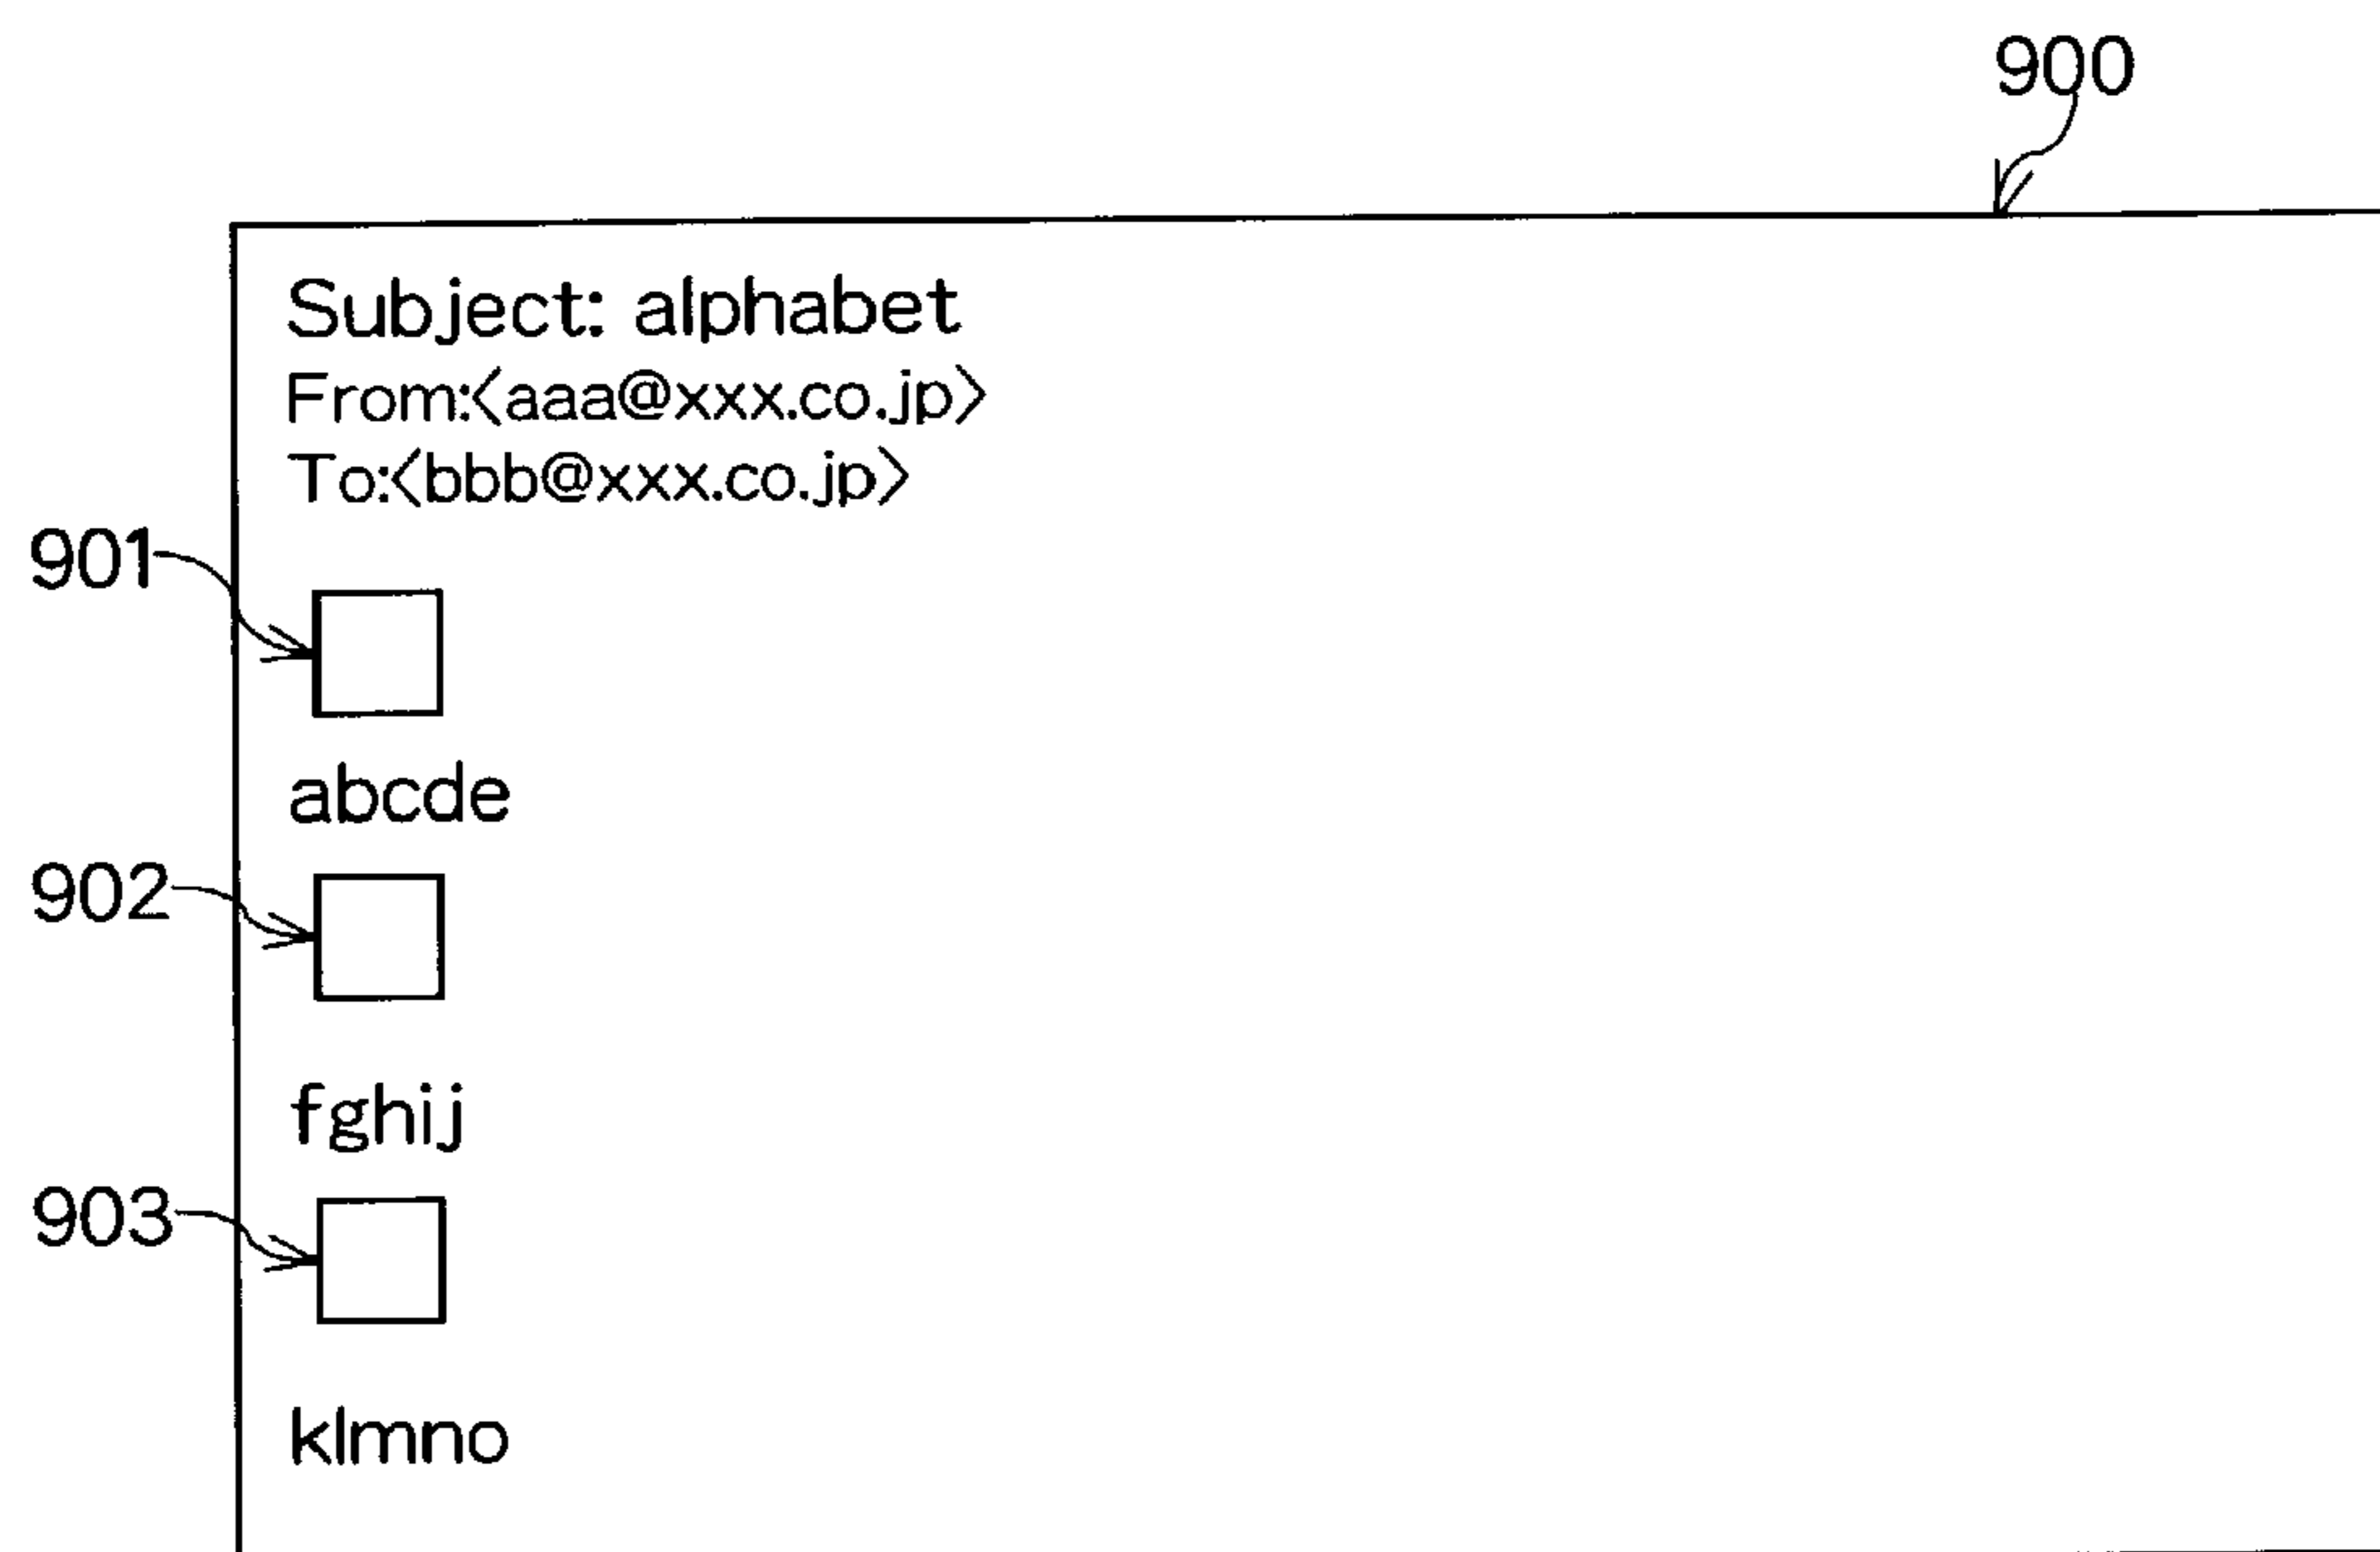 900
Subject: alphabet
From:<aaa@xxx.co.jp>
To:<bbb@xxx.co.jp>
901
abcde
902
fghij
903
klmno